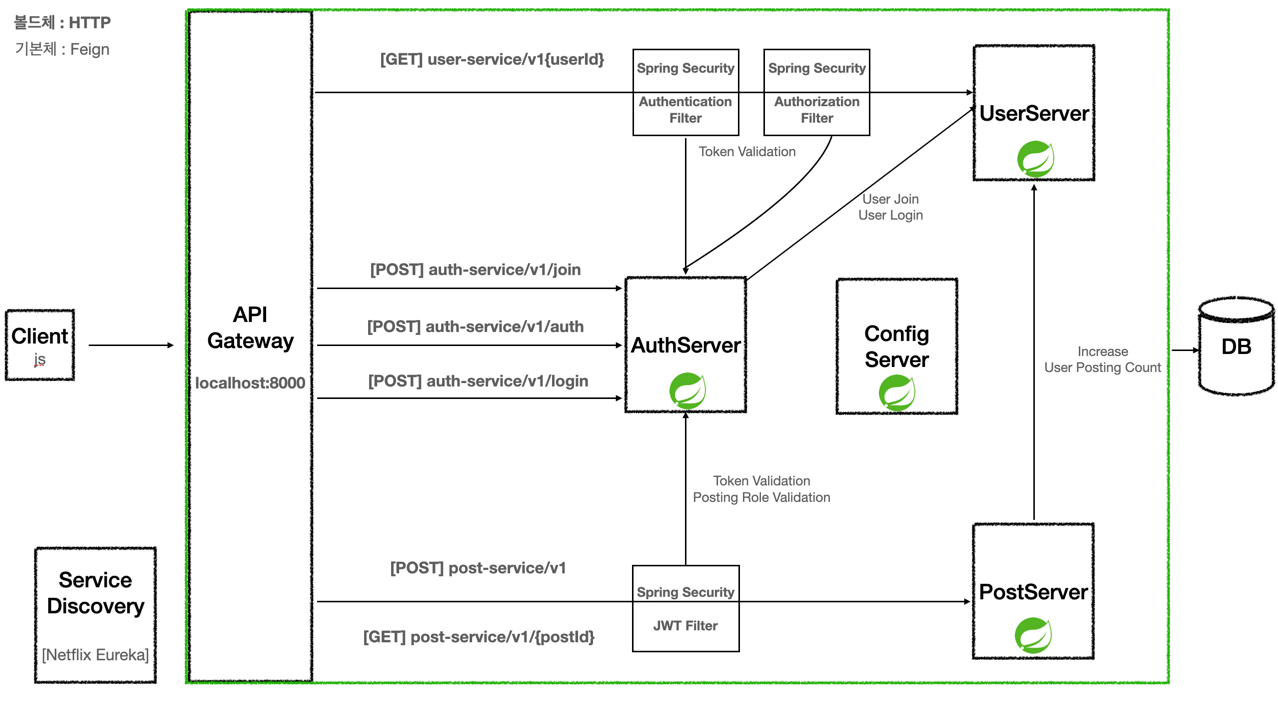 볼드체 : HTTP
기본체 : Feign
[GET] user-service/v1{userId}
Spring Security
Authentication
Filter
Spring Security
Authorization
Filter
UserServer
Token Validation
User Join
User Login
[POST] auth-service/v1/join
[POST] auth-service/v1/auth
[POST] auth-service/v1/login
API
Gateway
localhost:8000
Client
js
AuthServer
Config
Server
Increase
User Posting Count
DB
Token Validation
Posting Role Validation
[POST] post-service/v1
[GET] post-service/v1/{postId}
Spring Security
JWT Filter
PostServer
Service
Discovery
[Netflix Eureka]